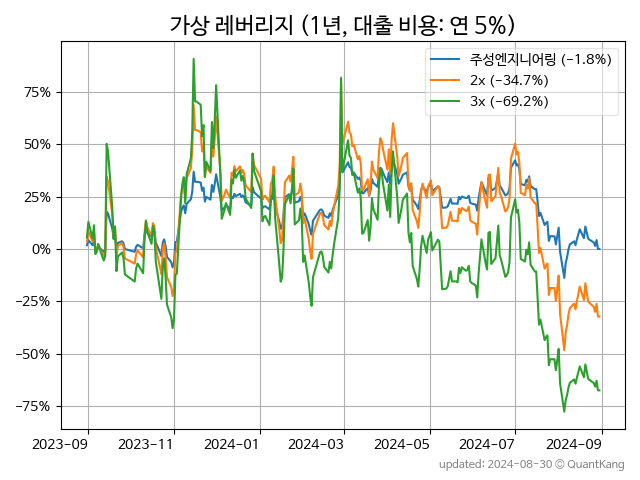 가상 레버리지 (1년, 대출 비용: 연 5%)
주성엔지니어링 (−1.8%)
2x (−34.7%)
3x (−69.2%)
75%
50%
25%
0%
−25%
−50%
−75%
2023-09 2023-11 2024-01 2024-03 2024-05 2024-07 2024-09
updated: 2024-08-30 © QuantKang